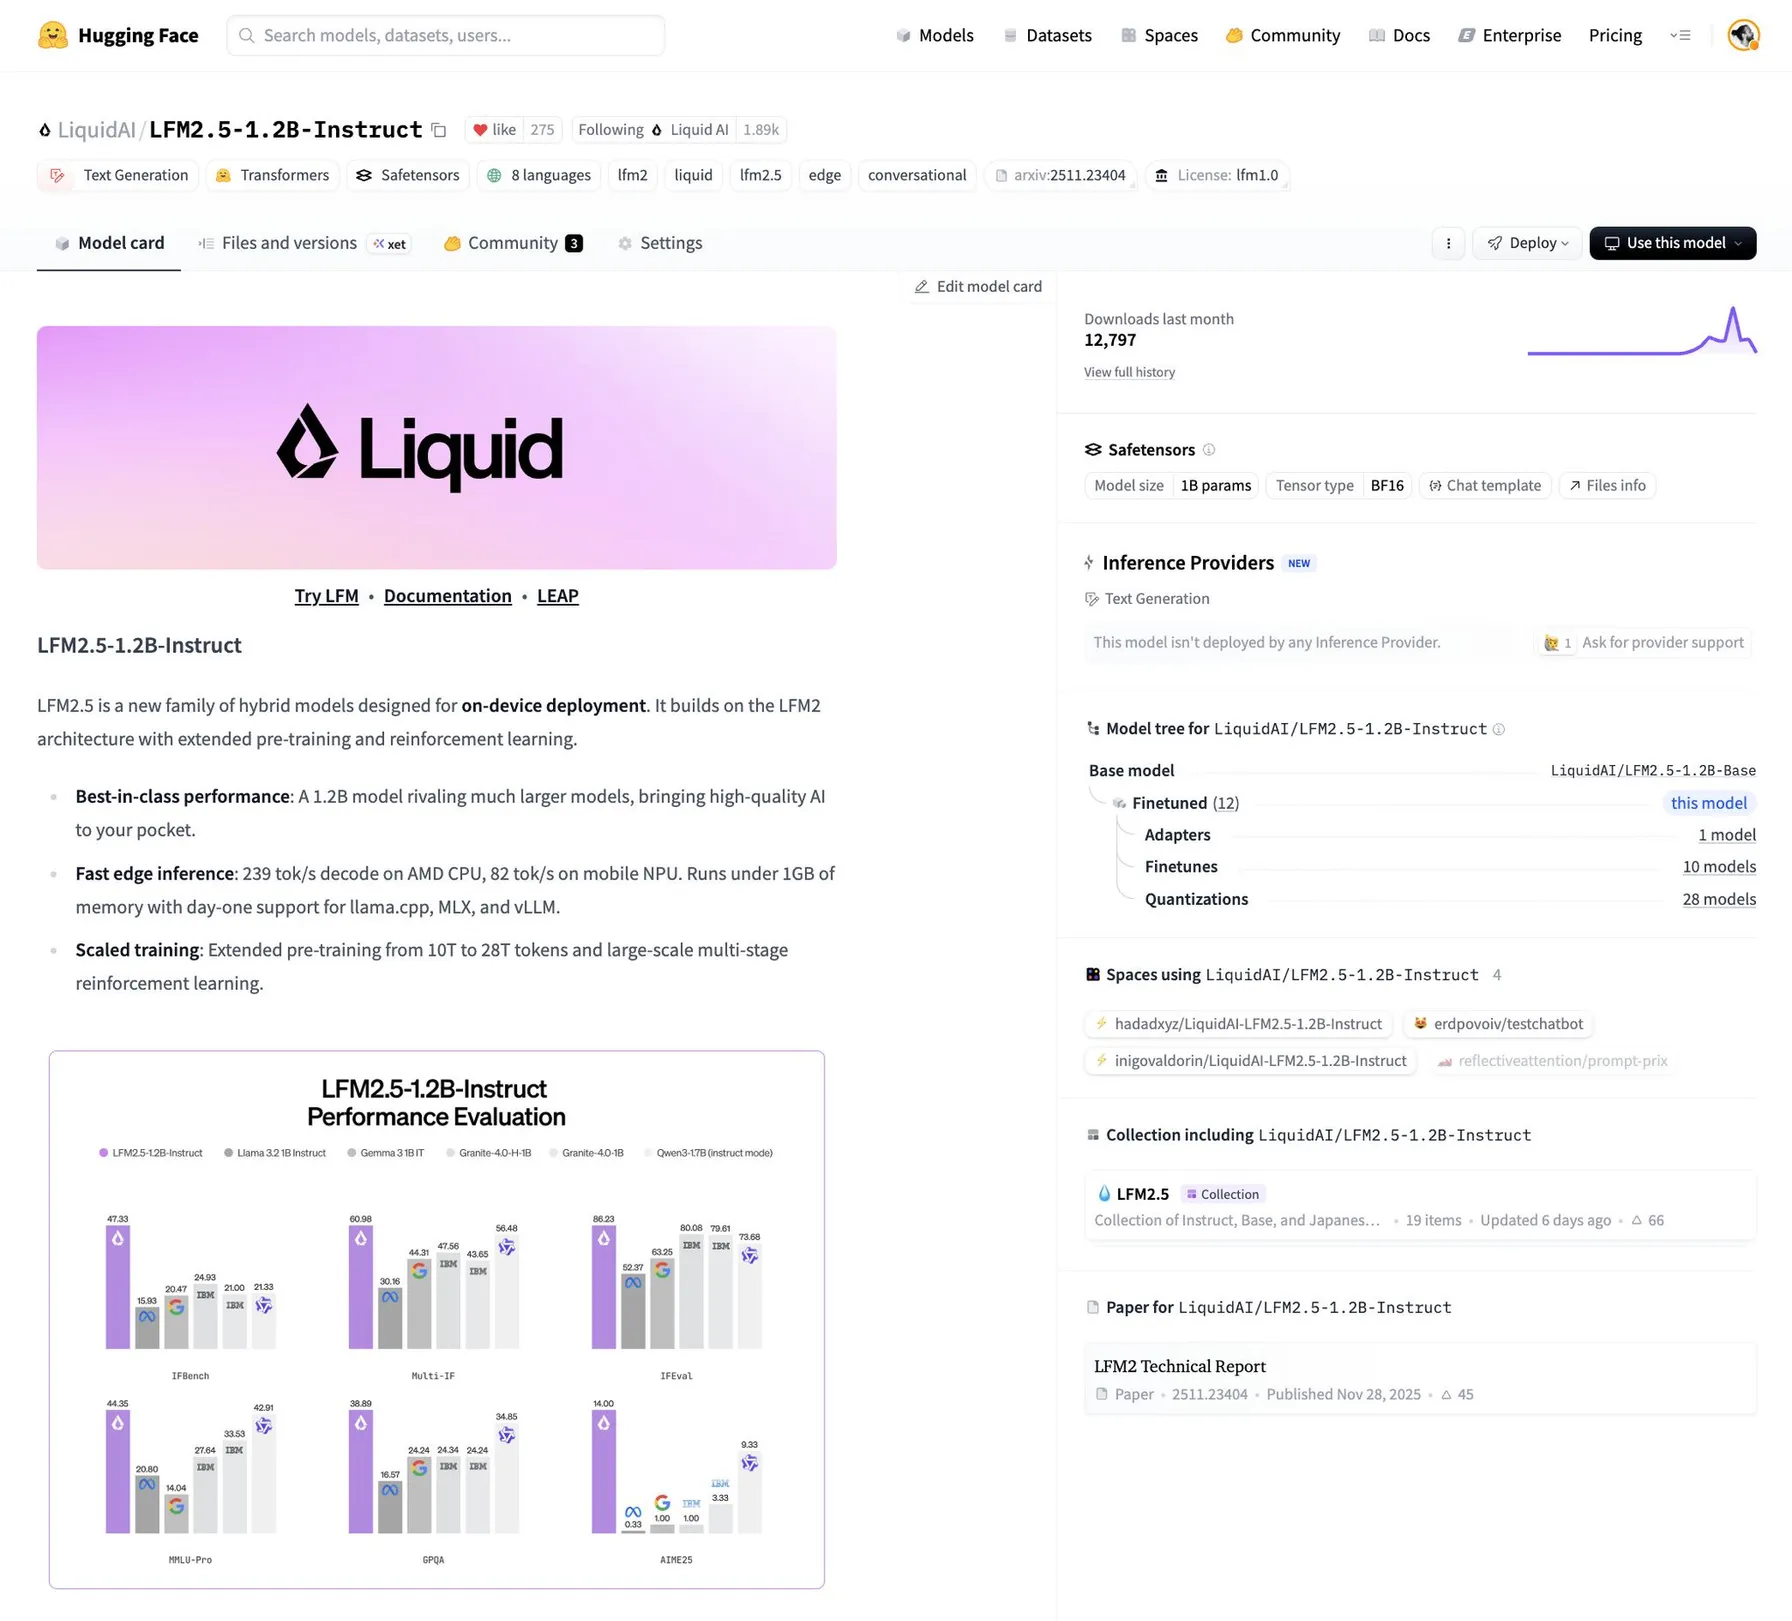 Hugging Face
Search models, datasets, users...
Models
Datasets
Spaces
Community
Docs
Enterprise
Pricing
LiquidAI/LFM2.5-1.2B-Instruct
like 275
Following Liquid AI 1.89k
Text Generation
Transformers
Safetensors
8 languages
lfm2
liquid
lfm2.5
edge
conversational
arxiv:2511.23404
License: lfm1.0
Model card
Files and versions
xet
Community 3
Settings
Deploy
Use this model
Edit model card
Liquid
Try LFM • Documentation • LEAP
LFM2.5-1.2B-Instruct
LFM2.5 is a new family of hybrid models designed for on-device deployment. It builds on the LFM2
architecture with extended pre-training and reinforcement learning.
Best-in-class performance: A 1.2B model rivaling much larger models, bringing high-quality AI
to your pocket.
Fast edge inference: 239 tok/s decode on AMD CPU, 82 tok/s on mobile NPU. Runs under 1GB of
memory with day-one support for llama.cpp, MLX, and vLLM.
Scaled training: Extended pre-training from 10T to 28T tokens and large-scale multi-stage
reinforcement learning.
LFM2.5-1.2B-Instruct
Performance Evaluation
LFM2.5-1.2B-Instruct
Llama 3.2 1B Instruct
Gemma 3 1B IT
Granite-4.0-H-1B
Granite-4.0-1B
Qwen3-1.7B (instruct mode)
47.33
15.93
20.47
24.93
IBM
21.00
IBM
21.33
IFBench
60.98
30.16
44.31
47.56
IBM
43.65
IBM
56.48
Multi-IF
86.23
52.37
63.25
80.08
IBM
79.61
IBM
73.68
IFEval
44.35
20.80
14.04
27.64
IBM
33.53
IBM
42.91
MMLU-Pro
38.89
16.57
24.24
24.34
IBM
24.24
IBM
34.85
GPQA
14.00
0.33
1.00
IBM
1.00
IBM
3.33
9.33
AIME25
Downloads last month
12,797
View full history
Safetensors
Model size 1B params
Tensor type BF16
Chat template
Files info
Inference Providers NEW
Text Generation
This model isn't deployed by any Inference Provider.
1 Ask for provider support
Model tree for LiquidAI/LFM2.5-1.2B-Instruct
Base model LiquidAI/LFM2.5-1.2B-Base
Finetuned (12) this model
Adapters 1 model
Finetunes 10 models
Quantizations 28 models
Spaces using LiquidAI/LFM2.5-1.2B-Instruct 4
hadadxyz/LiquidAI-LFM2.5-1.2B-Instruct
erdpovoiv/testchatbot
inigovaldorin/LiquidAI-LFM2.5-1.2B-Instruct
reflectiveattention/prompt-prix
Collection including LiquidAI/LFM2.5-1.2B-Instruct
LFM2.5 Collection
Collection of Instruct, Base, and Japanes... • 19 items • Updated 6 days ago • 66
Paper for LiquidAI/LFM2.5-1.2B-Instruct
LFM2 Technical Report
Paper • 2511.23404 • Published Nov 28, 2025 • 45